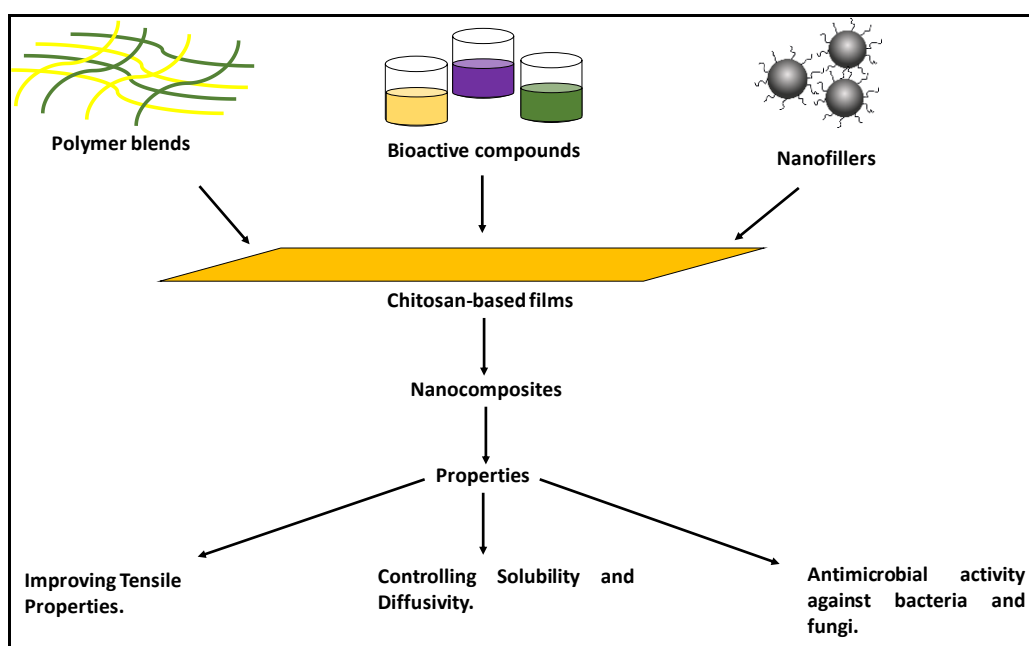 Polymer blends
Bioactive compounds
Nanofillers
Chitosan-based films
Nanocomposites
Properties
Improving Tensile
Properties.
Controlling Solubility and
Diffusivity.
Antimicrobial activity
against bacteria and
fungi.